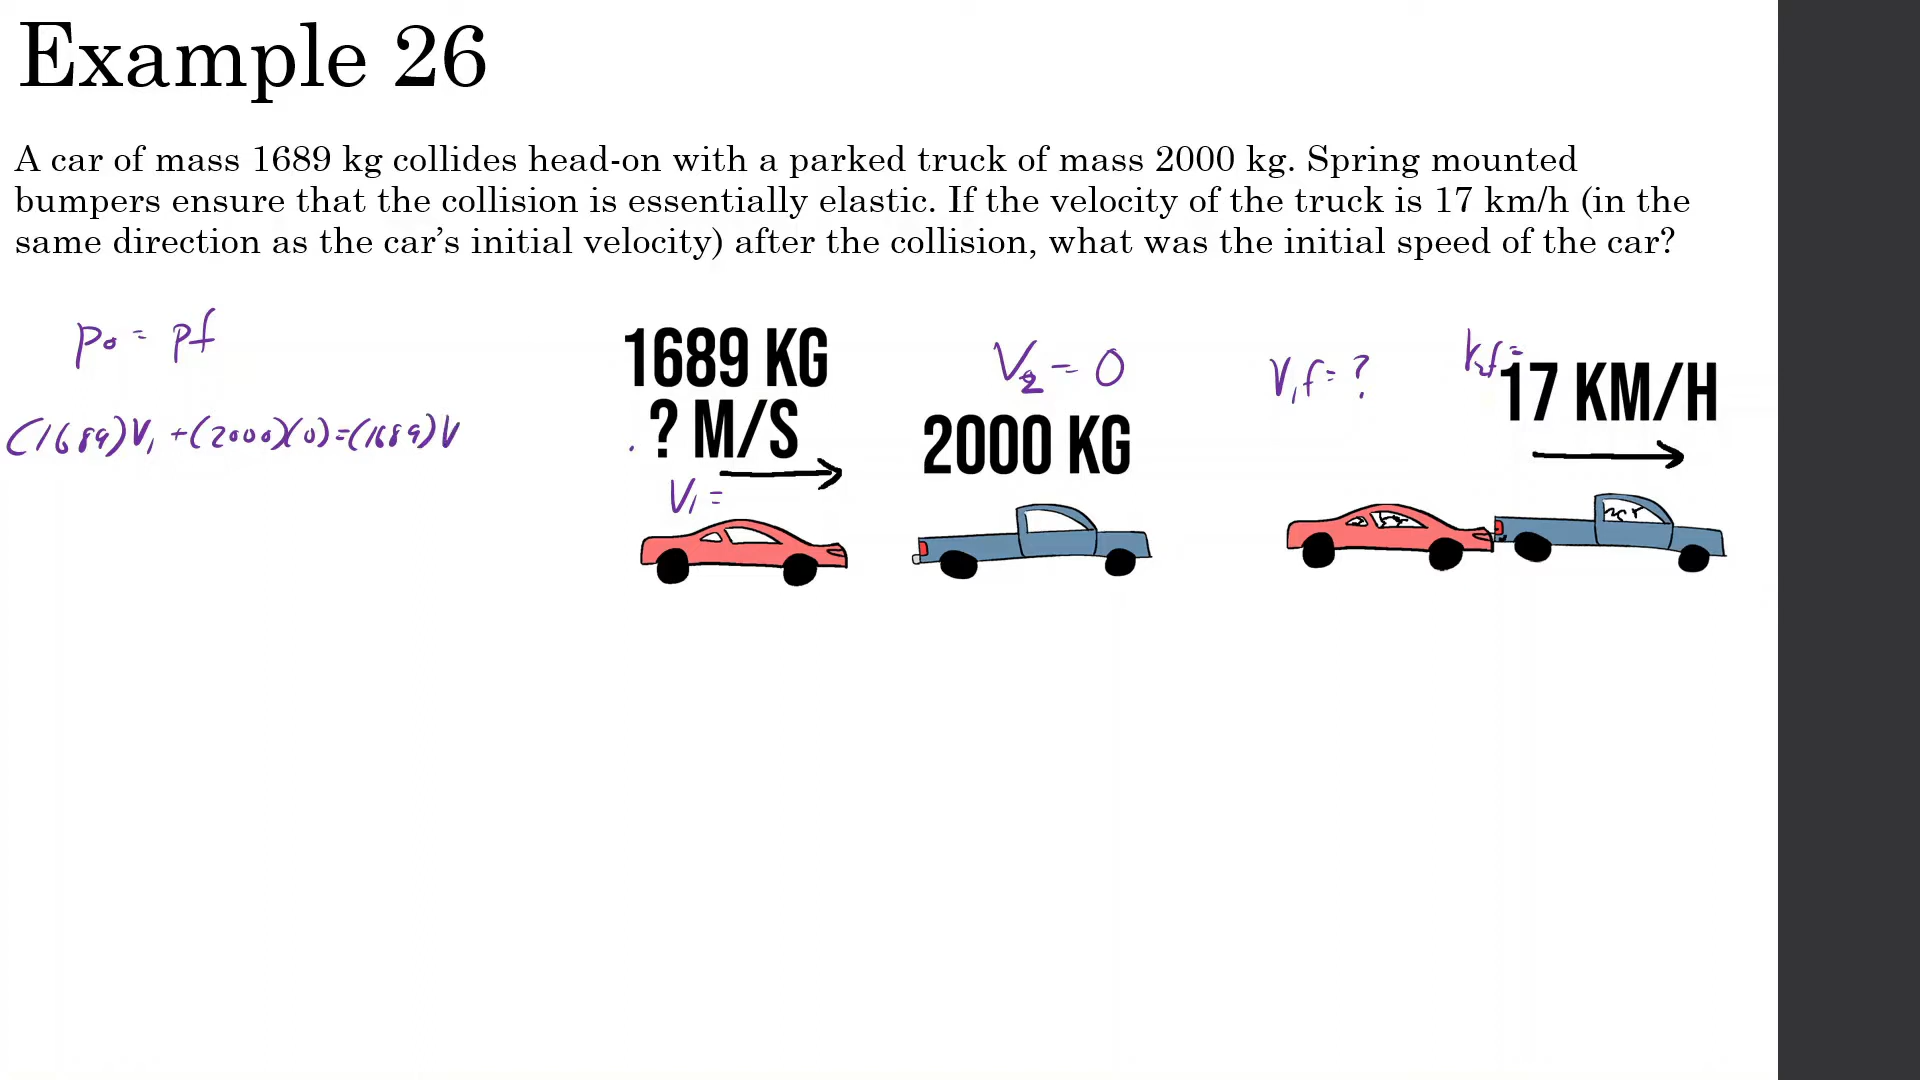 Example 26
A car of mass 1689 kg collides head-on with a parked truck of mass 2000 kg. Spring mounted
bumpers ensure that the collision is essentially elastic. If the velocity of the truck is 17 km/h (in the
same direction as the car’s initial velocity) after the collision, what was the initial speed of the car?
p₀ = pf
(1689)V₁ +(2000)(0)=(1689)V
1689 KG
? M/S
V₁ =
V₂ = 0
2000 KG
V₁f = ?
17 KM/H